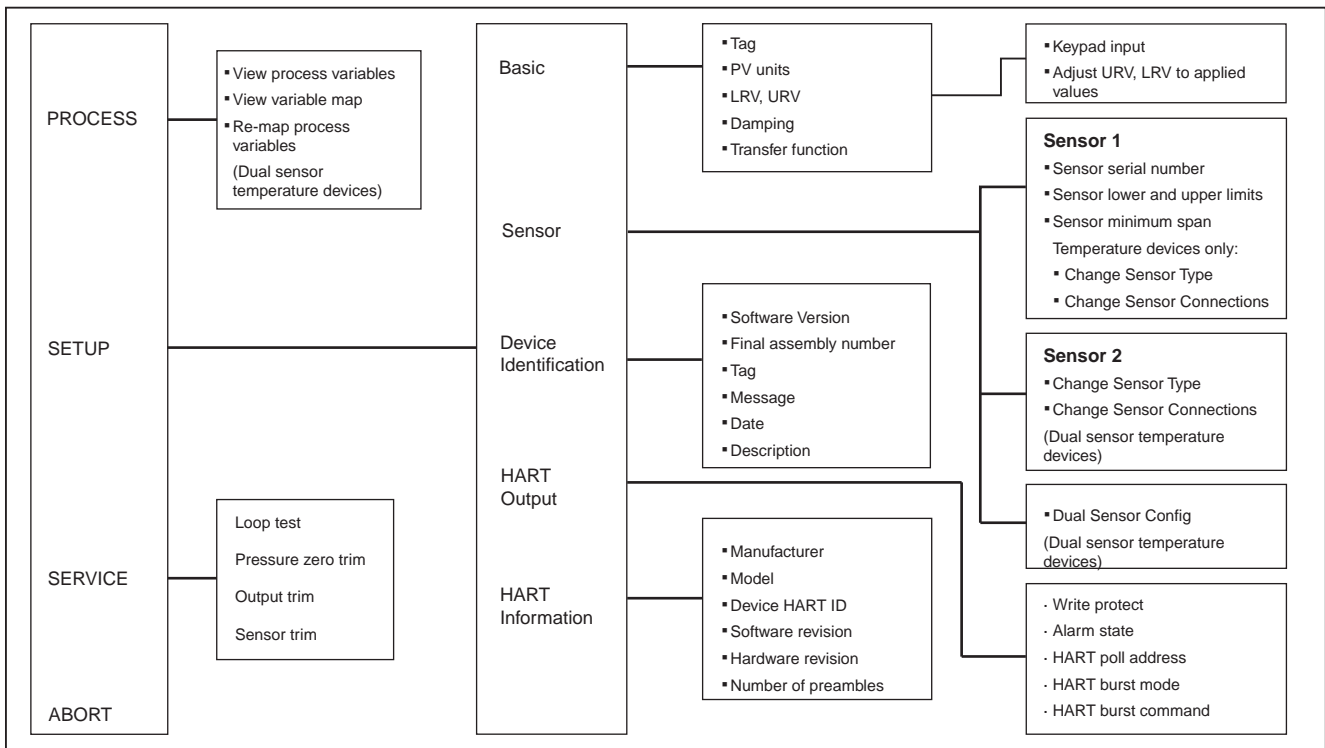 PROCESS
▪ View process variables
▪ View variable map
▪ Re-map process
variables
(Dual sensor
temperature devices)
SETUP
SERVICE
Loop test
Pressure zero trim
Output trim
Sensor trim
ABORT
Basic
▪ Tag
▪ PV units
▪ LRV, URV
▪ Damping
▪ Transfer function
▪ Keypad input
▪ Adjust URV, LRV to applied
values
Sensor
Sensor 1
▪ Sensor serial number
▪ Sensor lower and upper limits
▪ Sensor minimum span
Temperature devices only:
▪ Change Sensor Type
▪ Change Sensor Connections
Sensor 2
▪ Change Sensor Type
▪ Change Sensor Connections
(Dual sensor temperature
devices)
▪ Dual Sensor Config
(Dual sensor temperature
devices)
Device
Identification
▪ Software Version
▪ Final assembly number
▪ Tag
▪ Message
▪ Date
▪ Description
HART
Output
· Write protect
· Alarm state
· HART poll address
· HART burst mode
· HART burst command
HART
Information
▪ Manufacturer
▪ Model
▪ Device HART ID
▪ Software revision
▪ Hardware revision
▪ Number of preambles